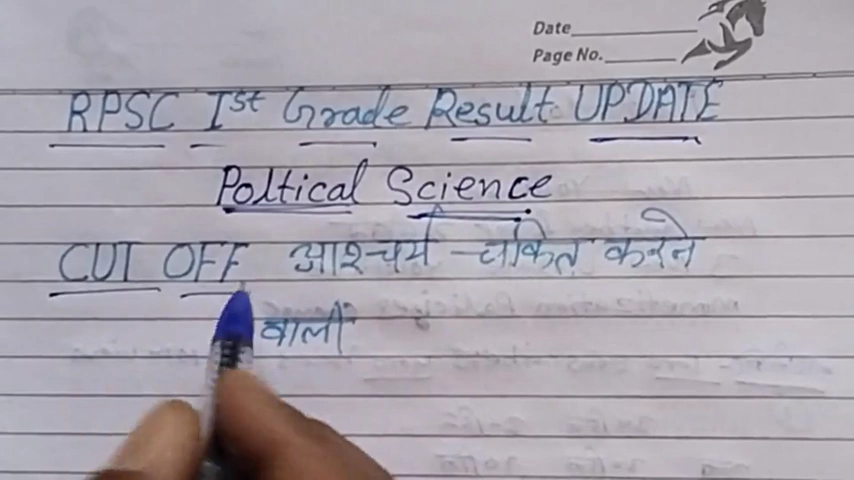 Date
Page No.
RPSC Ist Grade Result UPDATE
Poltical Science
CUT OFF आश्चर्य-चकित करने
वाली